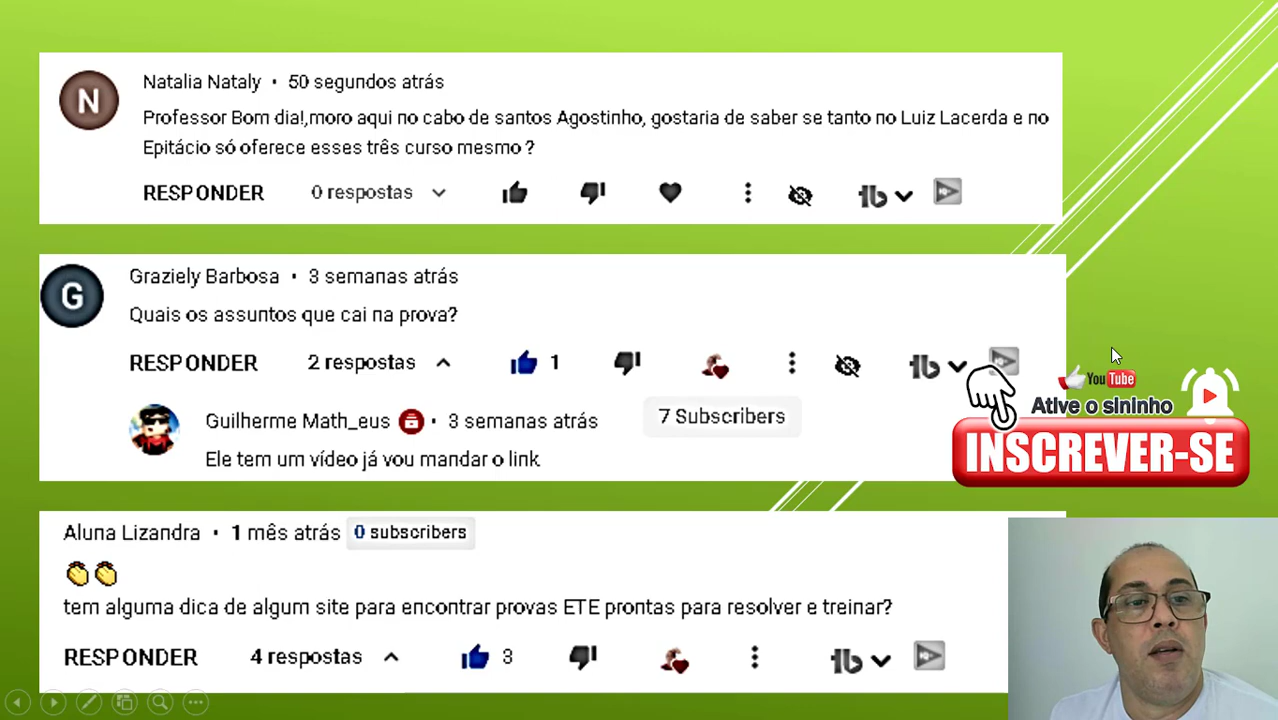 N
Natalia Nataly • 50 segundos atrás
Professor Bom dia!,moro aqui no cabo de santos Agostinho, gostaria de saber se tanto no Luiz Lacerda e no
Epitácio só oferece esses três curso mesmo ?
RESPONDER 0 respostas
G
Graziely Barbosa • 3 semanas atrás
Quais os assuntos que cai na prova?
RESPONDER 2 respostas 1
Guilherme Math_eus • 3 semanas atrás 7 Subscribers
Ele tem um vídeo já vou mandar o link
YouTube
Ative o sininho
INSCREVER-SE
Aluna Lizandra • 1 mês atrás 0 subscribers
👏👏
tem alguma dica de algum site para encontrar provas ETE prontas para resolver e treinar?
RESPONDER 4 respostas 3